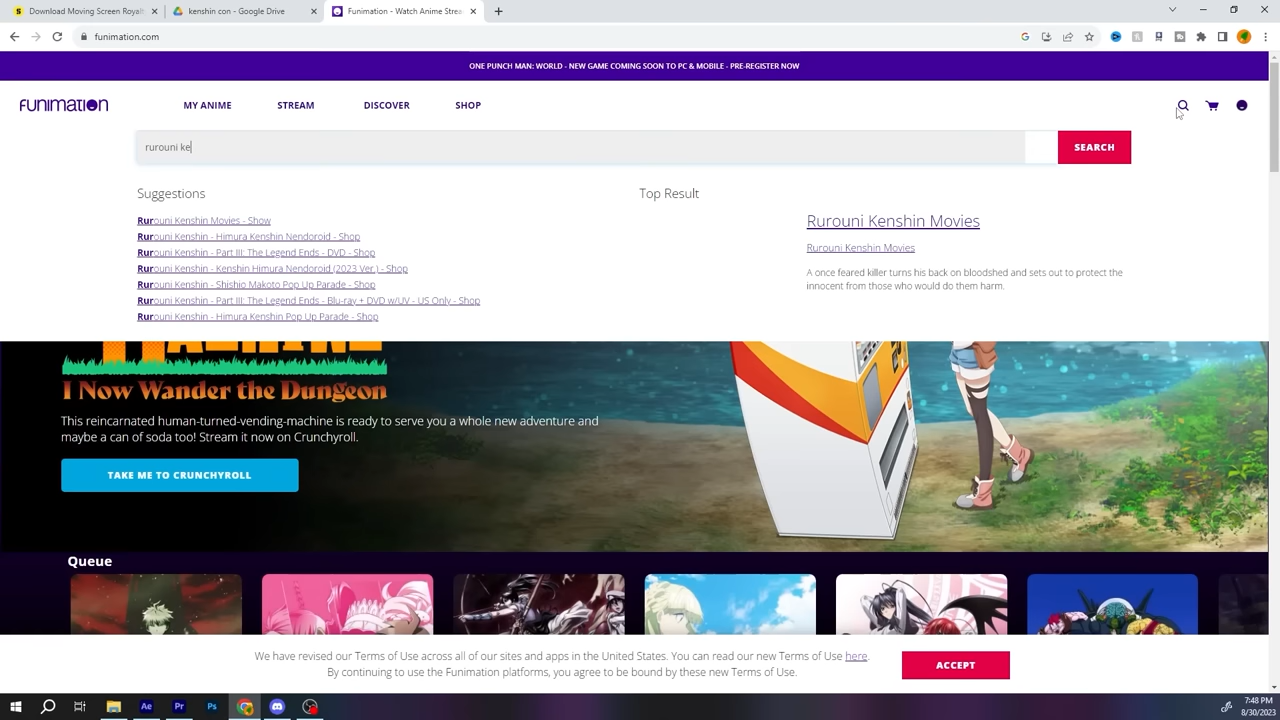 Download Moving Screen Royalt
kenshin con - Google Drive
Funimation - Watch Anime Strea
funimation.com
ONE PUNCH MAN: WORLD - NEW GAME COMING SOON TO PC & MOBILE - PRE-REGISTER NOW
FUNIMATION MY ANIME STREAM DISCOVER SHOP
rurouni ke SEARCH
Suggestions
Rurouni Kenshin Movies - Show
Rurouni Kenshin - Himura Kenshin Nendoroid - Shop
Rurouni Kenshin - Part III: The Legend Ends - DVD - Shop
Rurouni Kenshin - Kenshin Himura Nendoroid (2023 Ver.) - Shop
Rurouni Kenshin - Shishio Makoto Pop Up Parade - Shop
Rurouni Kenshin - Part III: The Legend Ends - Blu-ray + DVD w/UV - US Only - Shop
Rurouni Kenshin - Himura Kenshin Pop Up Parade - Shop
Top Result
Rurouni Kenshin Movies
Rurouni Kenshin Movies
A once feared killer turns his back on bloodshed and sets out to protect the
innocent from those who would do them harm.
MACHINE
I Now Wander the Dungeon
This reincarnated human-turned-vending-machine is ready to serve you a whole new adventure and
maybe a can of soda too! Stream it now on Crunchyroll.
TAKE ME TO CRUNCHYROLL
Queue
We have revised our Terms of Use across all of our sites and apps in the United States. You can read our new Terms of Use here.
By continuing to use the Funimation platforms, you agree to be bound by these new Terms of Use.
ACCEPT
Ae Pr Ps
7:48 PM
8/30/2023